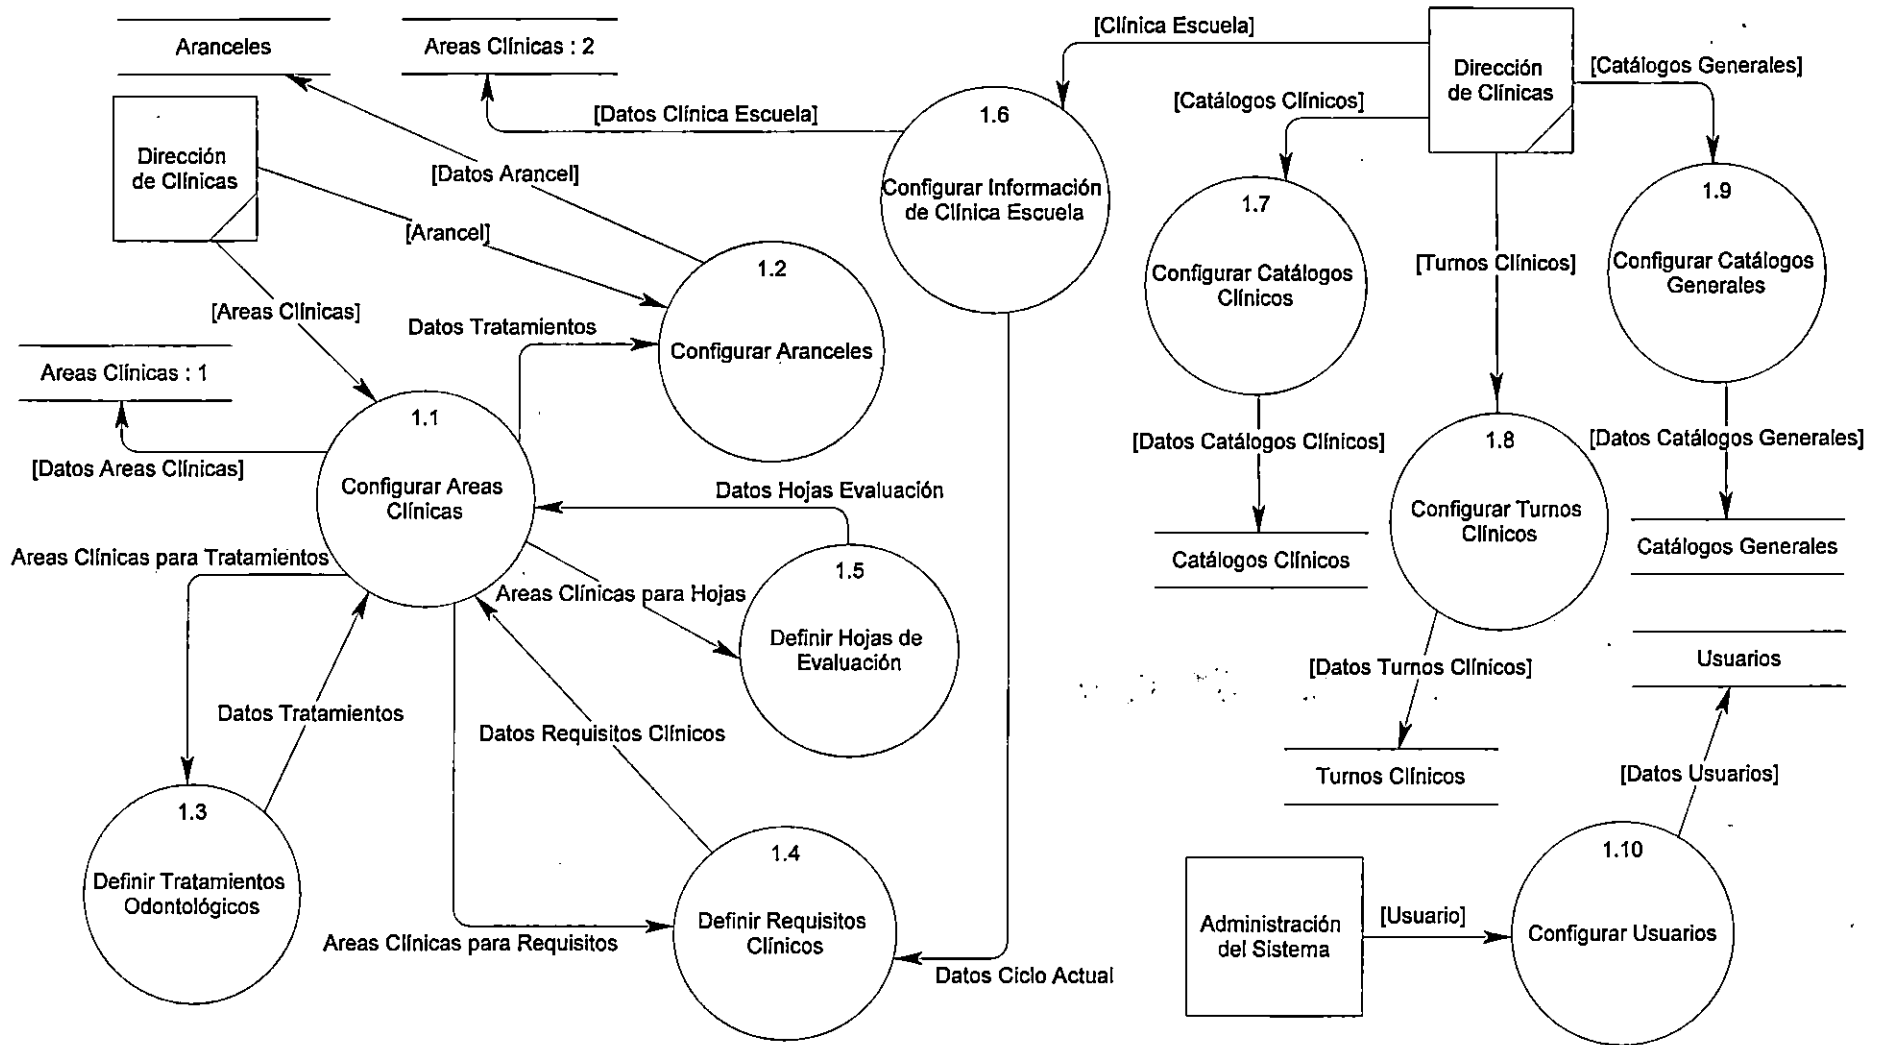 Aranceles
Areas Clínicas : 2
[Clínica Escuela]
Dirección
de Clínicas
[Catálogos Generales]
[Datos Clínica Escuela]
[Catálogos Clínicos]
Dirección
de Clínicas
[Datos Arancel]
[Arancel]
1.6
Configurar Información
de Clínica Escuela
1.7
Configurar Catálogos
Clínicos
[Turnos Clínicos]
1.9
Configurar Catálogos
Generales
[Areas Clínicas]
Datos Tratamientos
1.2
Configurar Aranceles
Areas Clínicas : 1
[Datos Areas Clínicas]
1.1
Configurar Areas
Clínicas
[Datos Catálogos Clínicos]
1.8
Configurar Turnos
Clínicos
[Datos Catálogos Generales]
Datos Hojas Evaluación
Catálogos Clínicos
Catálogos Generales
Areas Clínicas para Tratamientos
Areas Clínicas para Hojas
1.5
Definir Hojas de
Evaluación
[Datos Turnos Clínicos]
Usuarios
Datos Tratamientos
Datos Requisitos Clínicos
Turnos Clínicos
[Datos Usuarios]
1.3
Definir Tratamientos
Odontológicos
1.4
Definir Requisitos
Clínicos
Areas Clínicas para Requisitos
Datos Ciclo Actual
Administración
del Sistema
[Usuario]
1.10
Configurar Usuarios